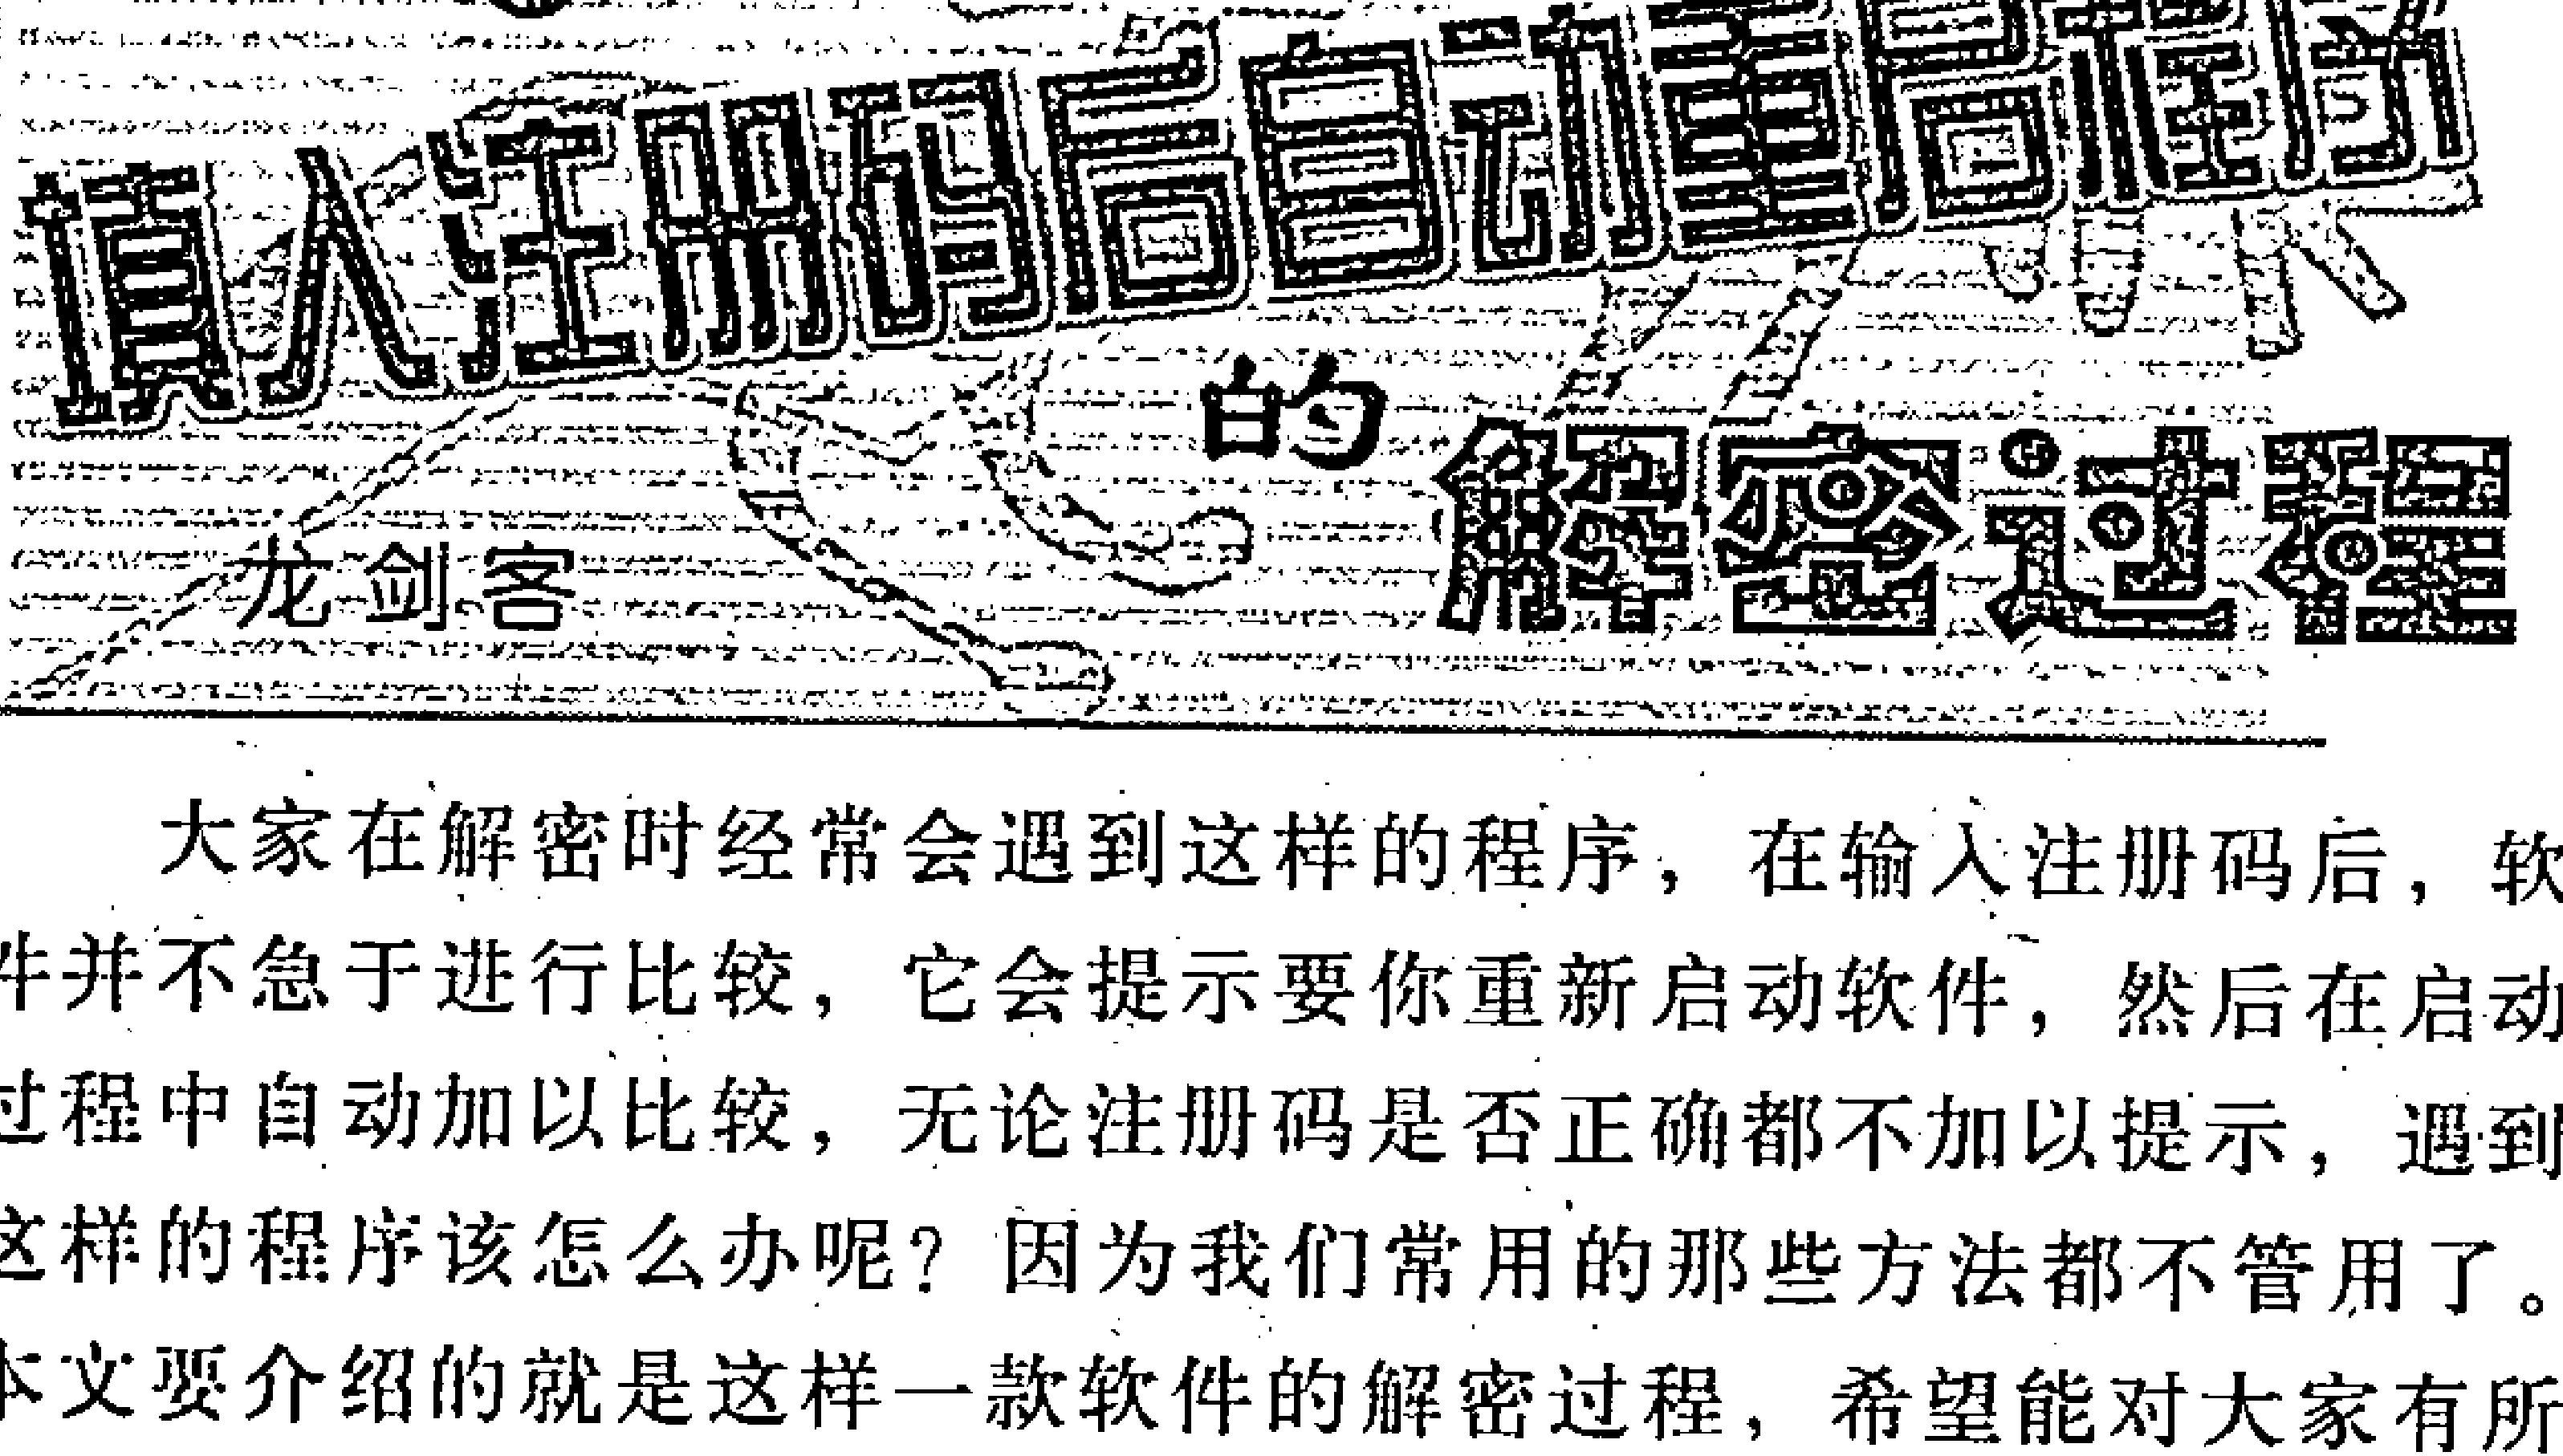 填入注册码后自动重启程序
的
解密过程
龙剑客
大家在解密时经常会遇到这样的程序，在输入注册码后，软
件并不急于进行比较，它会提示要你重新启动软件，然后在启动
过程中自动加以比较，无论注册码是否正确都不加以提示，遇到
这样的程序该怎么办呢？因为我们常用的那些方法都不管用了。
本文要介绍的就是这样一款软件的解密过程，希望能对大家有所